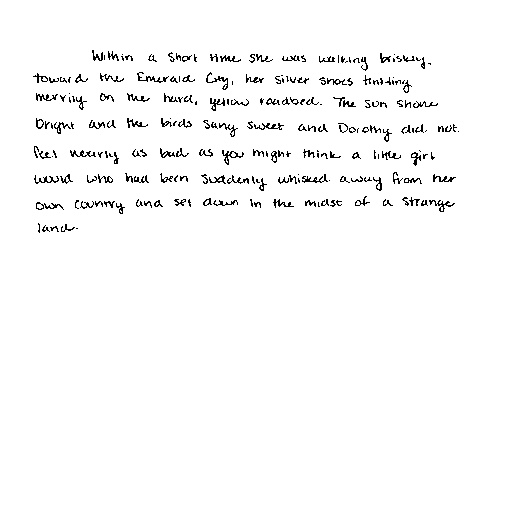 Within a short time she was walking briskly
toward the Emerald City, her silver shoes tinkling
merrily on the hard, yellow roadbed. The sun shone
bright and the birds sang sweet and Dorothy did not
feel nearly as bad as you might think a little girl
would who had been suddenly whisked away from her
own country and set down in the midst of a strange
land.